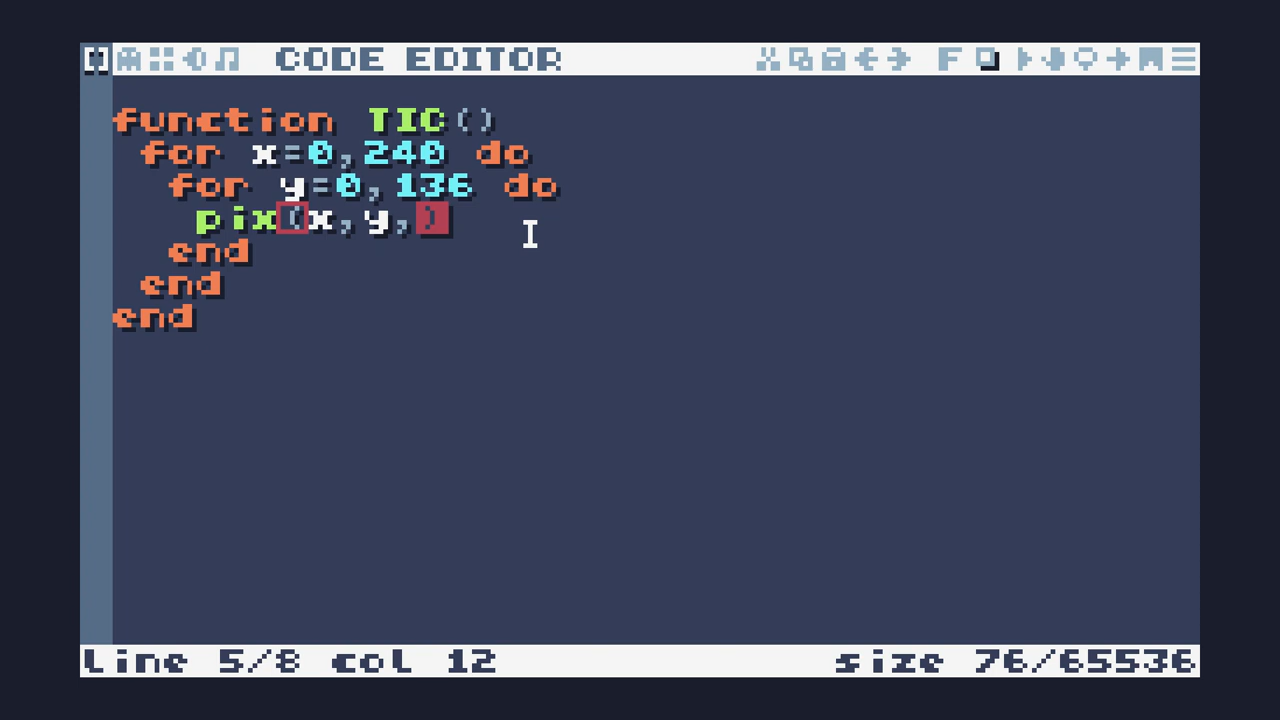 CODE EDITOR
function TIC()
for x=0,240 do
for y=0,136 do
pix(x,y,)
end
end
end
line 5/8 col 12
size 76/65536